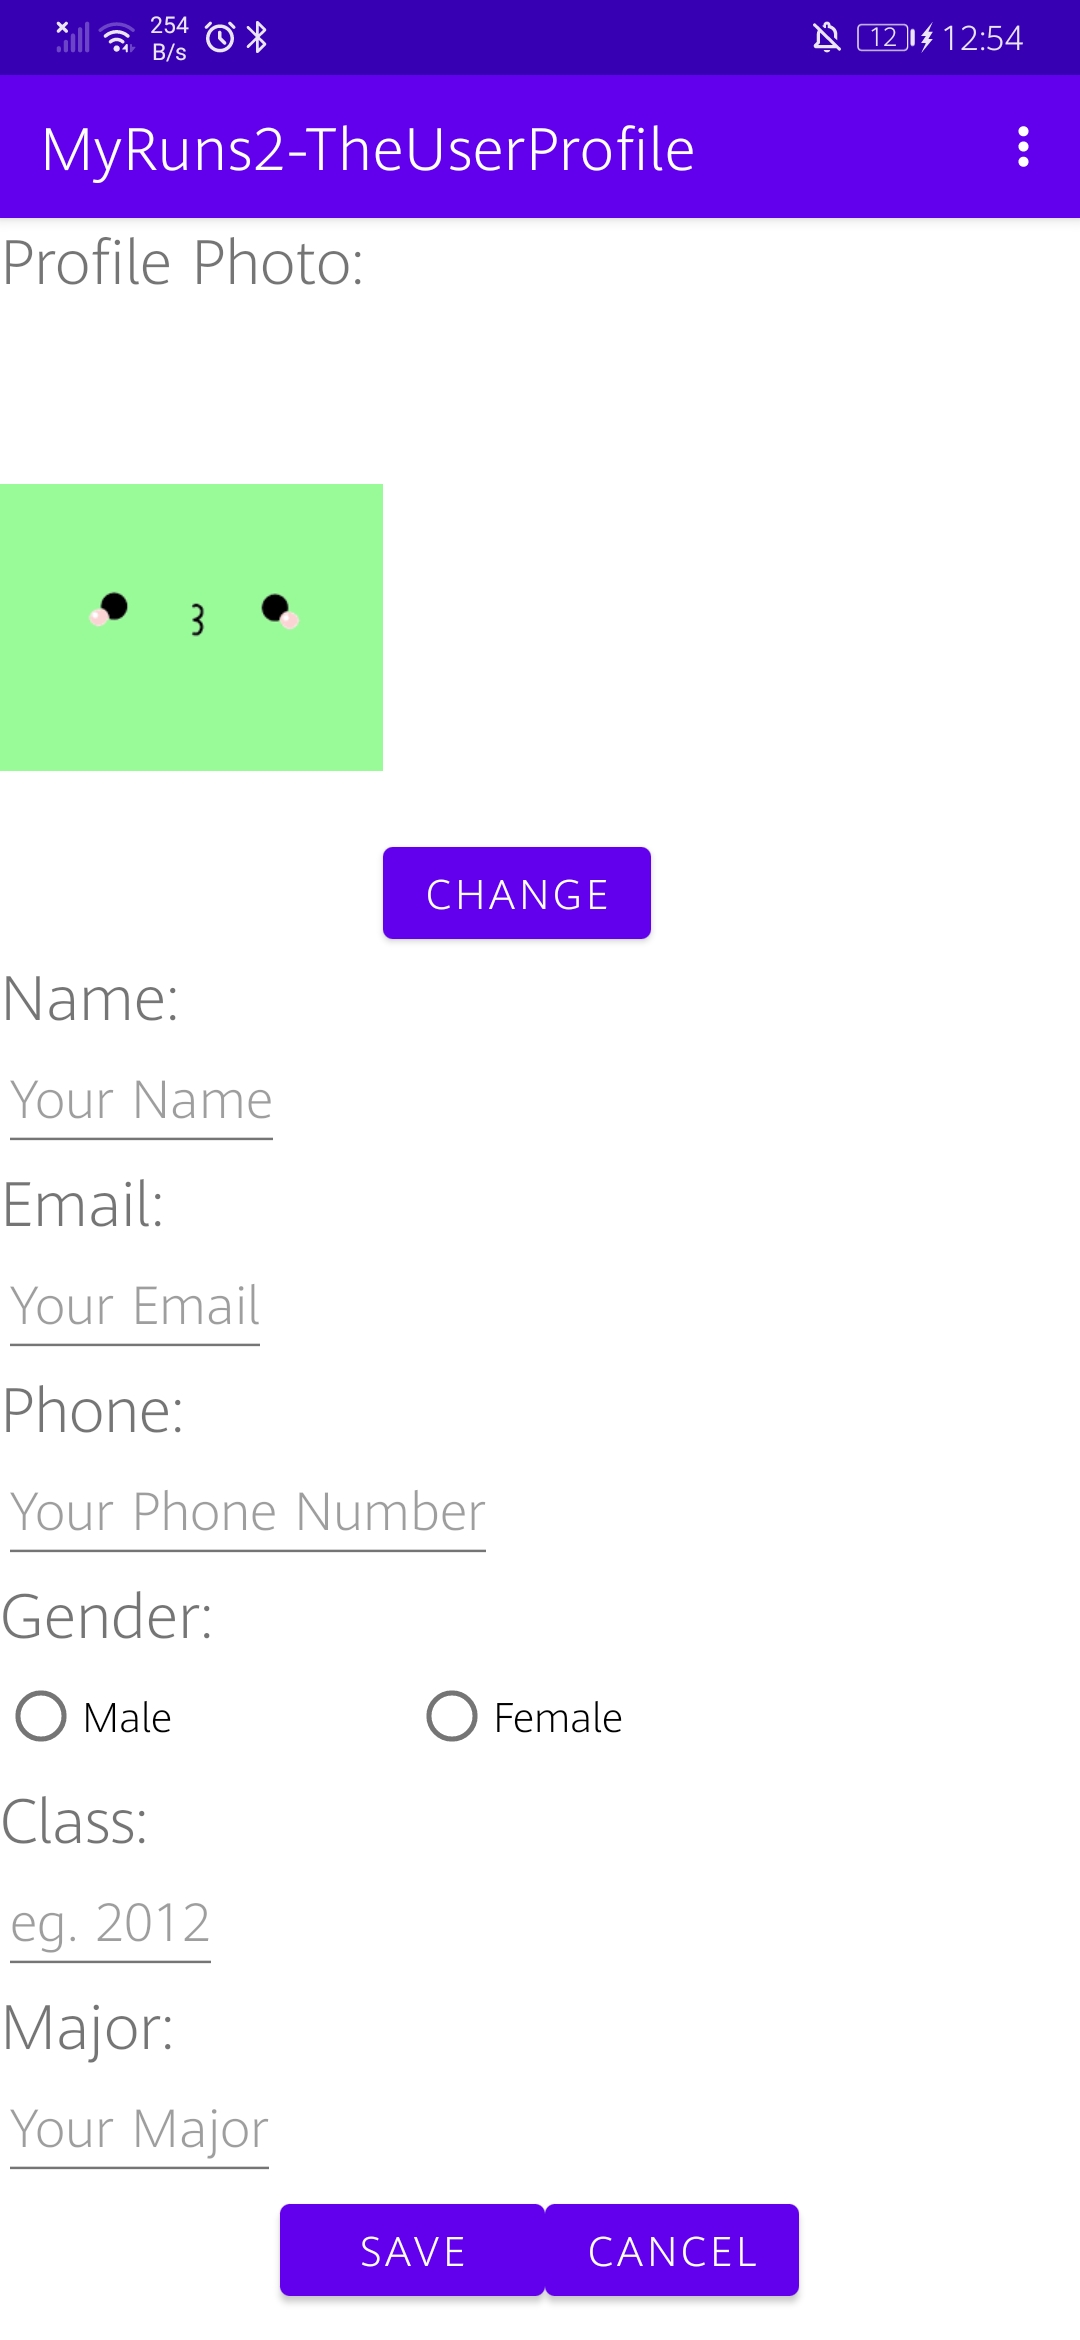 254
B/s
12
12:54
MyRuns2-TheUserProfile
Profile Photo:
CHANGE
Name:
Your Name
Email:
Your Email
Phone:
Your Phone Number
Gender:
Male Female
Class:
eg. 2012
Major:
Your Major
SAVE CANCEL